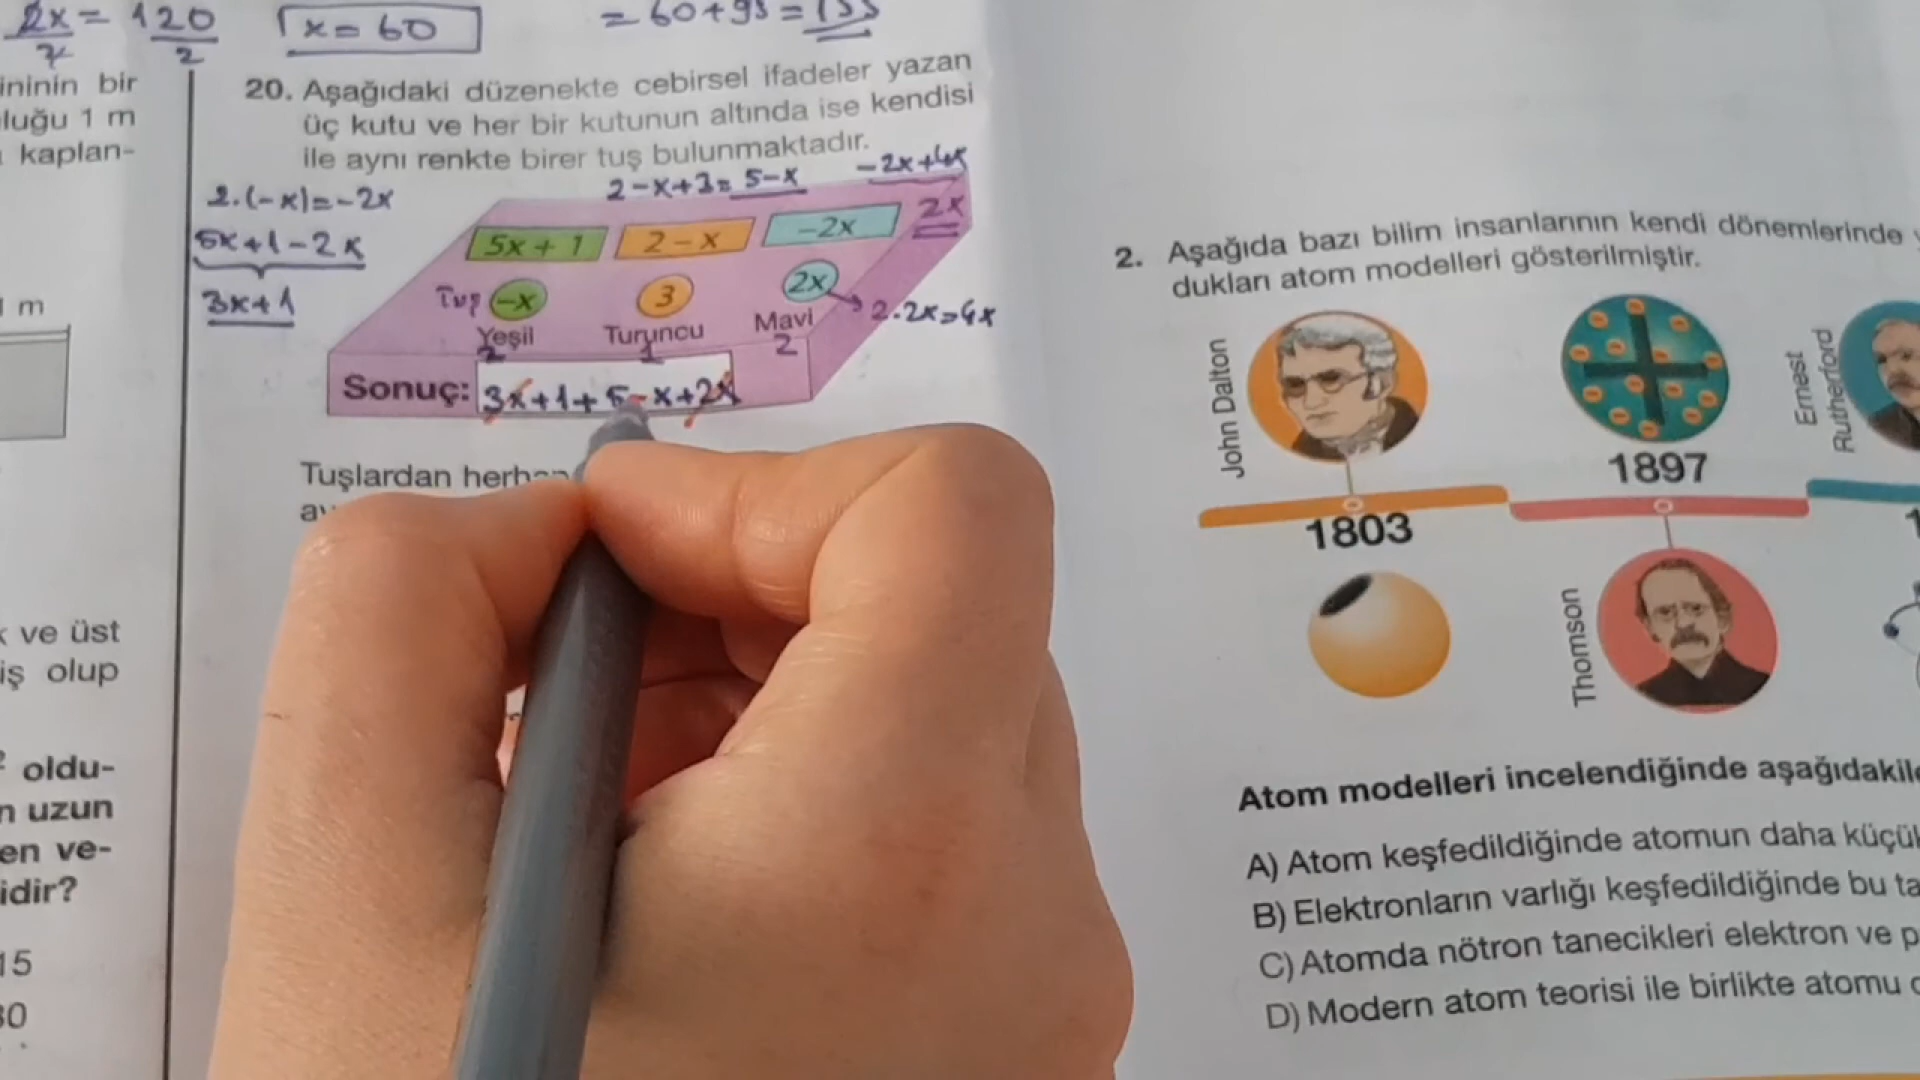 2x = 120
2 2
x = 60
= 60+93 = 153
ininin bir
luğu 1 m
kaplan-
1 m
k ve üst
iş olup
oldu-
n uzun
en ve-
idir?
15
30
20. Aşağıdaki düzenekte cebirsel ifadeler yazan
üç kutu ve her bir kutunun altında ise kendisi
ile aynı renkte birer tuş bulunmaktadır.
2.(-x)=-2x
5x+1-2x
3x+1
2-x+3= 5-x
-2x+4x
2x
5x + 1
2 – x
–2x
Tuş
–x
3
2x
2.2x=4x
Yeşil
Turuncu
Mavi
2
1
2
Sonuç: 3x+1+5-x+2x
Tuşlardan
2. Aşağıda bazı bilim insanlarının kendi dönemlerinde
dukları atom modelleri gösterilmiştir.
John Dalton
Ernest
Rutherford
1897
1803
Thomson
Atom modelleri incelendiğinde
A) Atom keşfedildiğinde atomun daha
B) Elektronların varlığı keşfedildiğinde bu
C) Atomda nötron tanecikleri elektron ve
D) Modern atom teorisi ile birlikte atomu